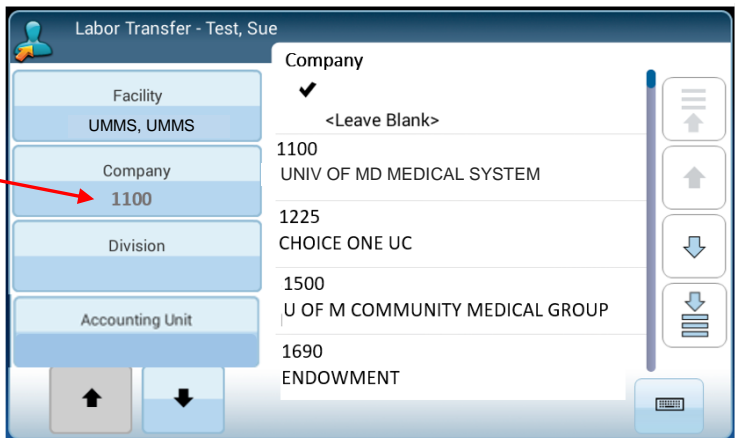 Labor Transfer - Test, Sue
Facility
UMMS, UMMS
Company
1100
Division
Accounting Unit
Company
<Leave Blank>
1100
UNIV OF MD MEDICAL SYSTEM
1225
CHOICE ONE UC
1500
U OF M COMMUNITY MEDICAL GROUP
1690
ENDOWMENT